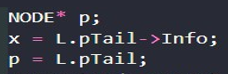 NODE* p;
x = L.pTail->Info;
p = L.pTail;